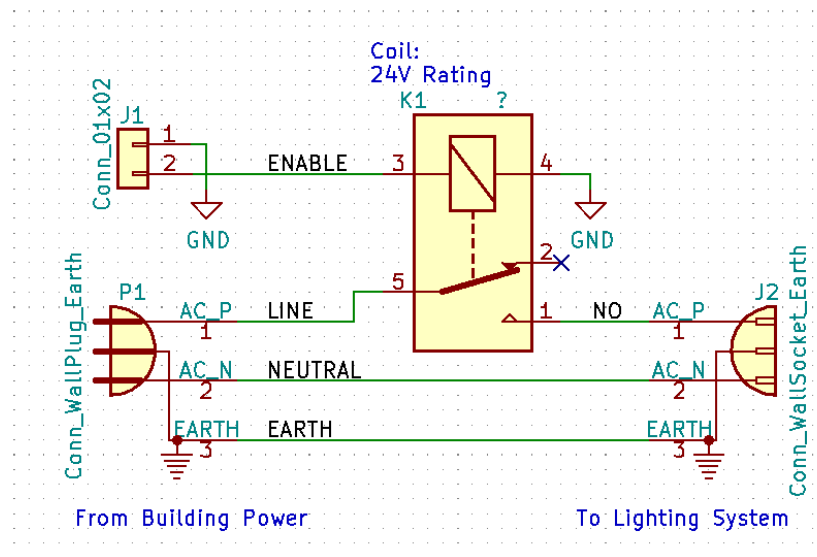 Coil:
24V Rating
K1 ?
J1
Conn_01x02
1
2
ENABLE
3
4
GND
GND
2
5
1
P1
Conn_WallPlug_Earth
AC_P
1
LINE
NO
AC_P
1
J2
Conn_WallSocket_Earth
AC_N
2
NEUTRAL
AC_N
2
EARTH
3
EARTH
EARTH
3
From Building Power
To Lighting System